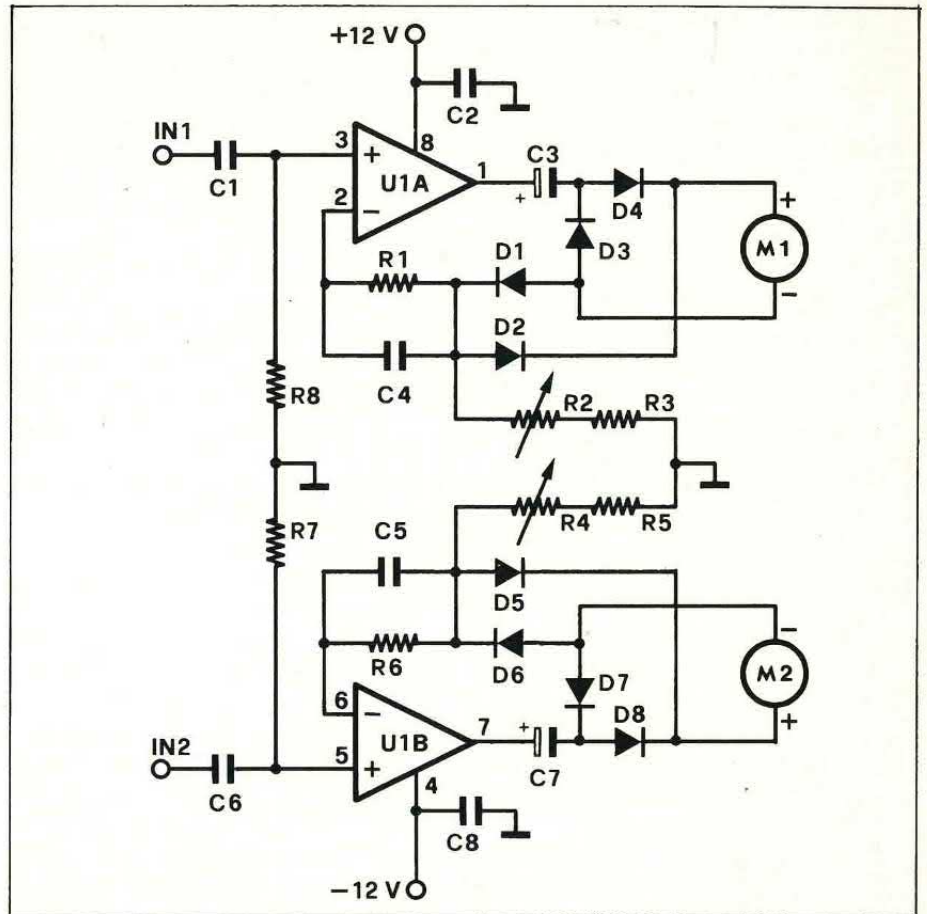 +12 V
C2
IN1
C1
3
+
8
U1A
1
C3
+
D4
2
−
D3
+
M1
−
R1
D1
D2
C4
R8
R2
R3
R7
R4
R5
C5
D5
R6
D6
−
M2
+
D7
D8
6
−
U1B
7
+
C7
IN2
C6
5
+
4
C8
−12 V